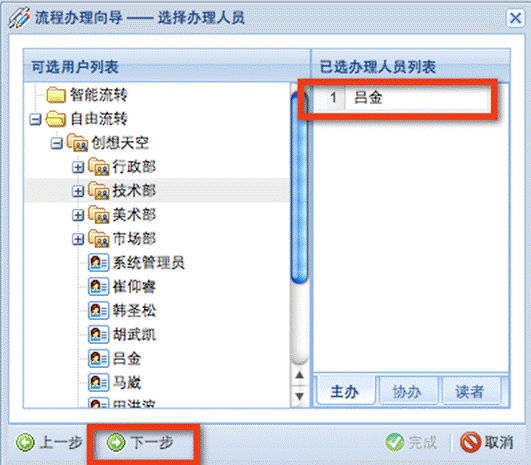 流程办理向导 —— 选择办理人员
可选用户列表
智能流转
自由流转
创想天空
行政部
技术部
美术部
市场部
系统管理员
崔仰睿
韩圣松
胡武凯
吕金
马崴
田洪波
已选办理人员列表
1 吕金
主办 协办 读者
上一步 下一步 完成 取消